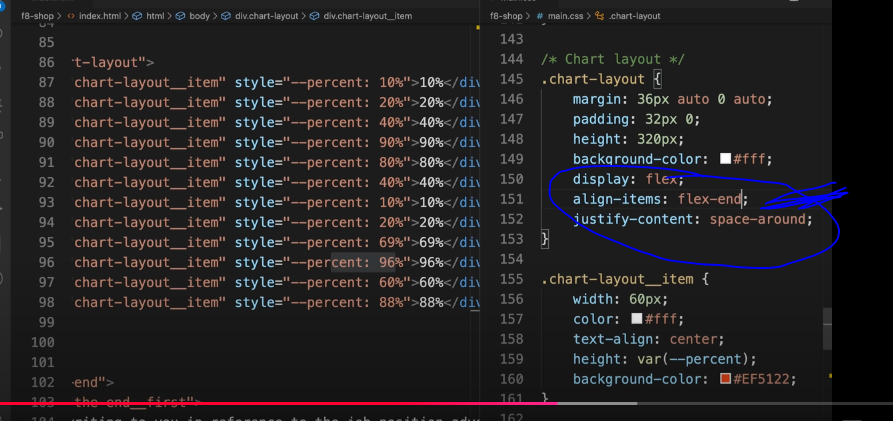 f8-shop > index.html > html > body > div.chart-layout > div.chart-layout__item
85
86 t-layout">
87 chart-layout__item" style="--percent: 10%">10%</div
88 chart-layout__item" style="--percent: 20%">20%</div
89 chart-layout__item" style="--percent: 40%">40%</div
90 chart-layout__item" style="--percent: 90%">90%</div
91 chart-layout__item" style="--percent: 80%">80%</div
92 chart-layout__item" style="--percent: 40%">40%</div
93 chart-layout__item" style="--percent: 10%">10%</div
94 chart-layout__item" style="--percent: 20%">20%</div
95 chart-layout__item" style="--percent: 69%">69%</div
96 chart-layout__item" style="--percent: 96%">96%</div
97 chart-layout__item" style="--percent: 60%">60%</div
98 chart-layout__item" style="--percent: 88%">88%</div
99
100
101
102 -end">
103 the-end__first">
f8-shop > # main.css > .chart-layout
143
144 /* Chart layout */
145 .chart-layout {
146 margin: 36px auto 0 auto;
147 padding: 32px 0;
148 height: 320px;
149 background-color: #fff;
150 display: flex;
151 align-items: flex-end;
152 justify-content: space-around;
153 }
154
155 .chart-layout__item {
156 width: 60px;
157 color: #fff;
158 text-align: center;
159 height: var(--percent);
160 background-color: #EF5122;
161 }
162